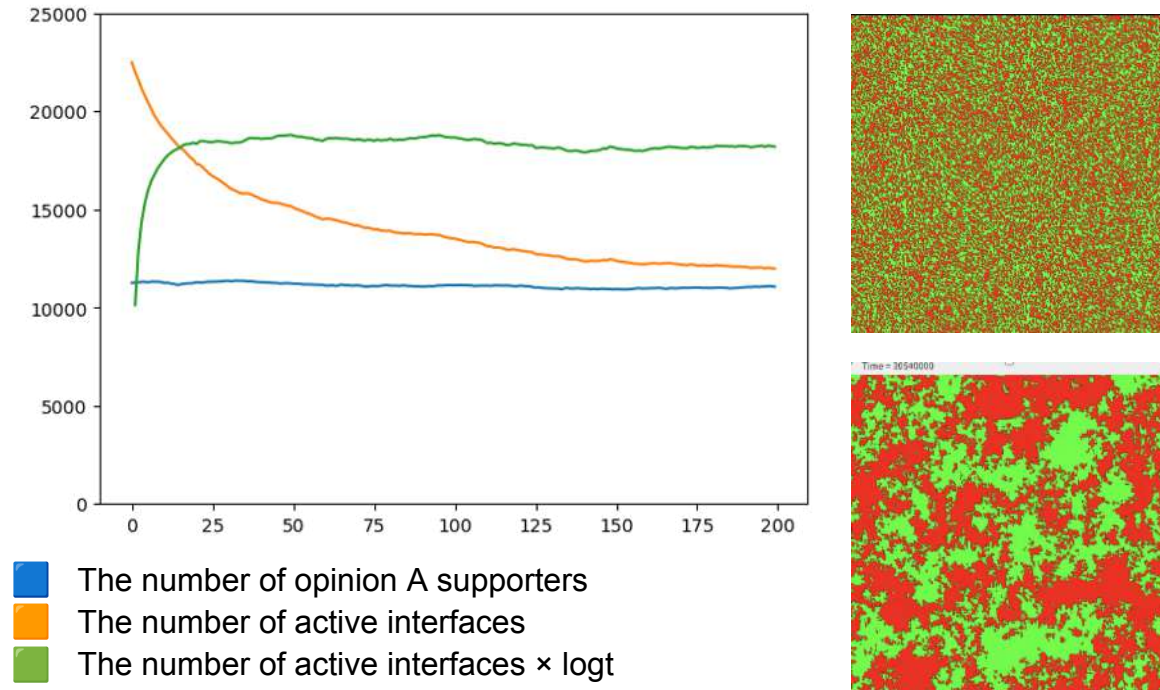 25000
20000
15000
10000
5000
0
0 25 50 75 100 125 150 175 200
The number of opinion A supporters
The number of active interfaces
The number of active interfaces × logt
Time = 30540000